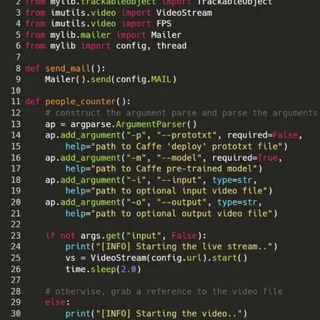 2 from mylib.trackableobject import TrackableObject
3 from imutils.video import VideoStream
4 from imutils.video import FPS
5 from mylib.mailer import Mailer
6 from mylib import config, thread
7
8 def send_mail():
9     Mailer().send(config.MAIL)
10
11 def people_counter():
12     # construct the argument parse and parse the arguments
13     ap = argparse.ArgumentParser()
14     ap.add_argument("-p", "--prototxt", required=False,
15         help="path to Caffe 'deploy' prototxt file")
16     ap.add_argument("-m", "--model", required=True,
17         help="path to Caffe pre-trained model")
18     ap.add_argument("-i", "--input", type=str,
19         help="path to optional input video file")
20     ap.add_argument("-o", "--output", type=str,
21         help="path to optional output video file")
22
23     if not args.get("input", False):
24         print("[INFO] Starting the live stream..")
25         vs = VideoStream(config.url).start()
26         time.sleep(2.0)
27
28     # otherwise, grab a reference to the video file
29     else:
30         print("[INFO] Starting the video..")